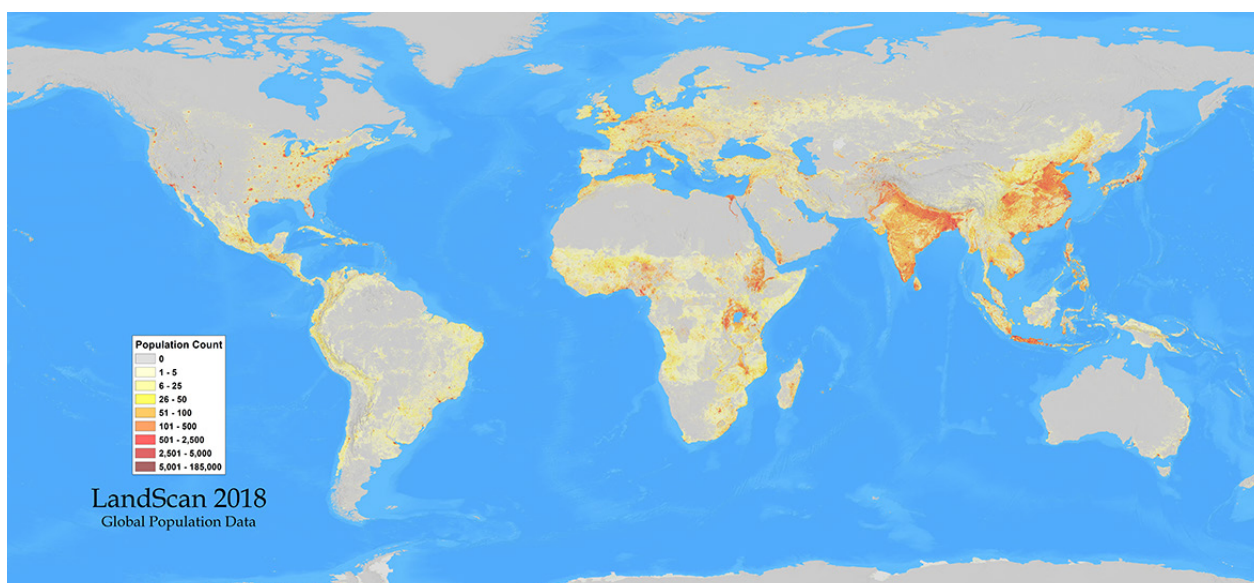 Population Count
0
1 - 5
6 - 25
26 - 50
51 - 100
101 - 500
501 - 2,500
2,501 - 5,000
5,001 - 185,000
LandScan 2018
Global Population Data